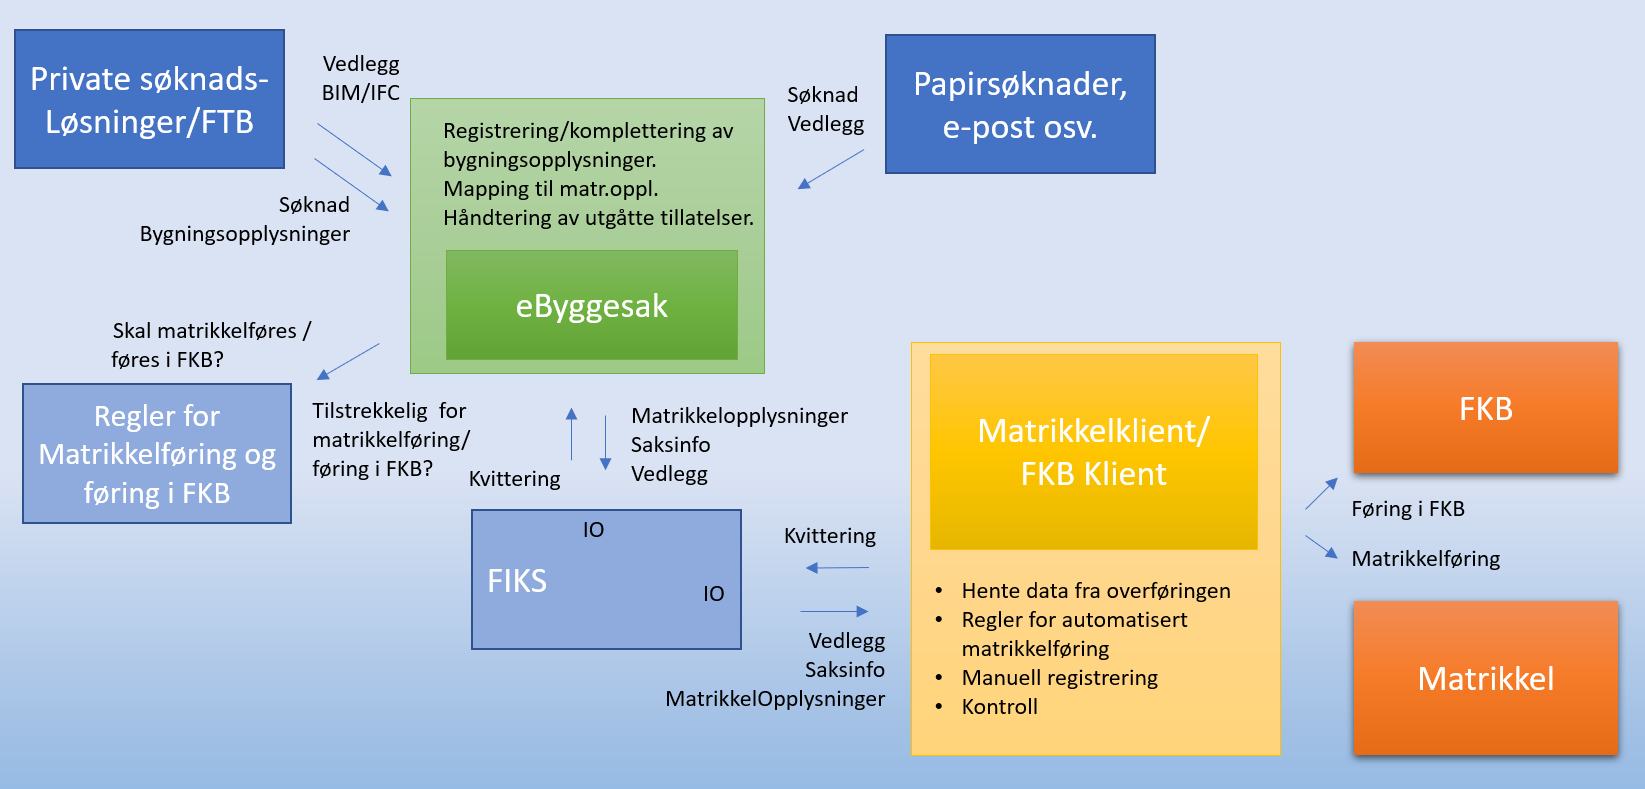 Private søknads-
Løsninger/FTB
Vedlegg
BIM/IFC
Søknad
Bygningsopplysninger
Registrering/komplettering av
bygningsopplysninger.
Mapping til matr.oppl.
Håndtering av utgåtte tillatelser.
eByggesak
Søknad
Vedlegg
Papirsøknader,
e-post osv.
Skal matrikkelføres /
føres i FKB?
Regler for
Matrikkelføring og
føring i FKB
Tilstrekkelig for
matrikkelføring/
føring i FKB?
Kvittering
Matrikkelopplysninger
Saksinfo
Vedlegg
IO
FIKS
IO
Kvittering
Vedlegg
Saksinfo
MatrikkelOpplysninger
Matrikkelklient/
FKB Klient
• Hente data fra overføringen
• Regler for automatisert
matrikkelføring
• Manuell registrering
• Kontroll
FKB
Føring i FKB
Matrikkelføring
Matrikkel